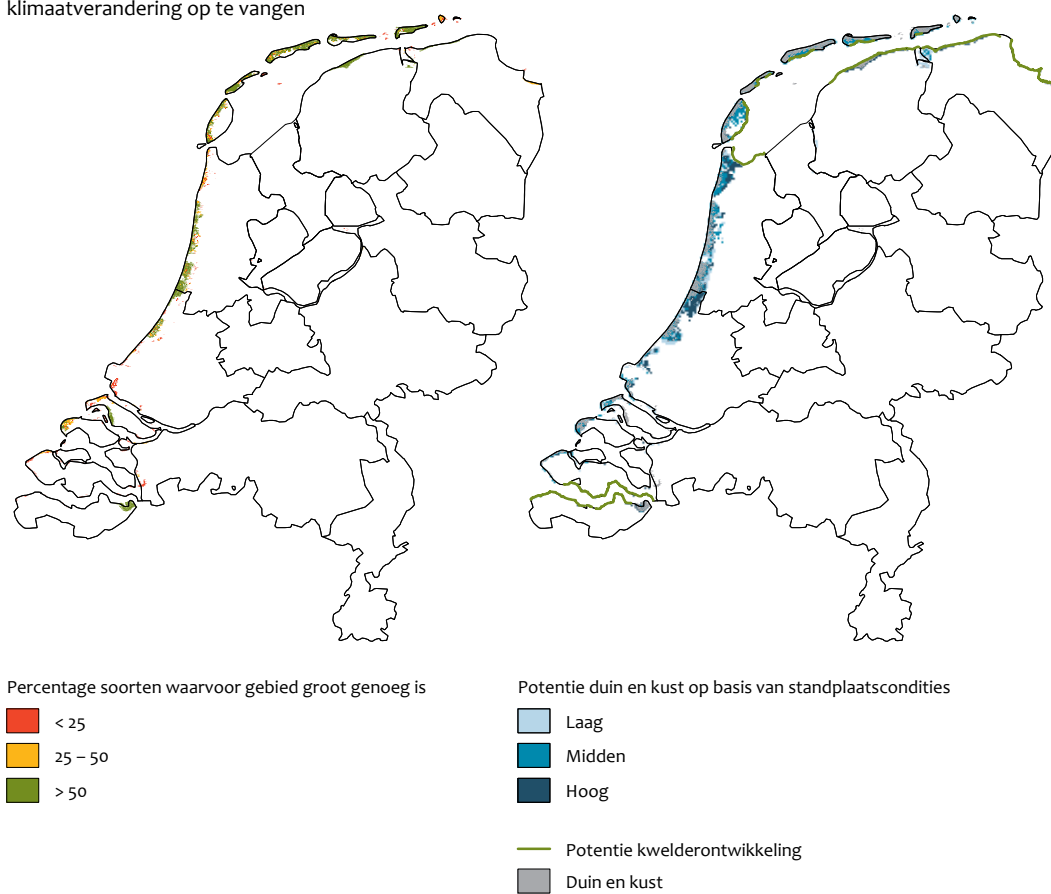 klimaatverandering op te vangen
Percentage soorten waarvoor gebied groot genoeg is
< 25
25 – 50
> 50
Potentie duin en kust op basis van standplaatscondities
Laag
Midden
Hoog
Potentie kwelderontwikkeling
Duin en kust